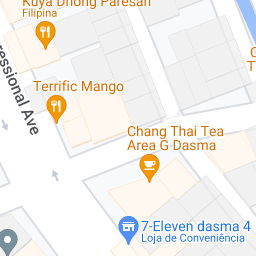 Kuya Dhong Paresan
Filipina
Terrific Mango
ressional Ave
Chang Thai Tea
Area G Dasma
7-Eleven dasma 4
Loja de Conveniência